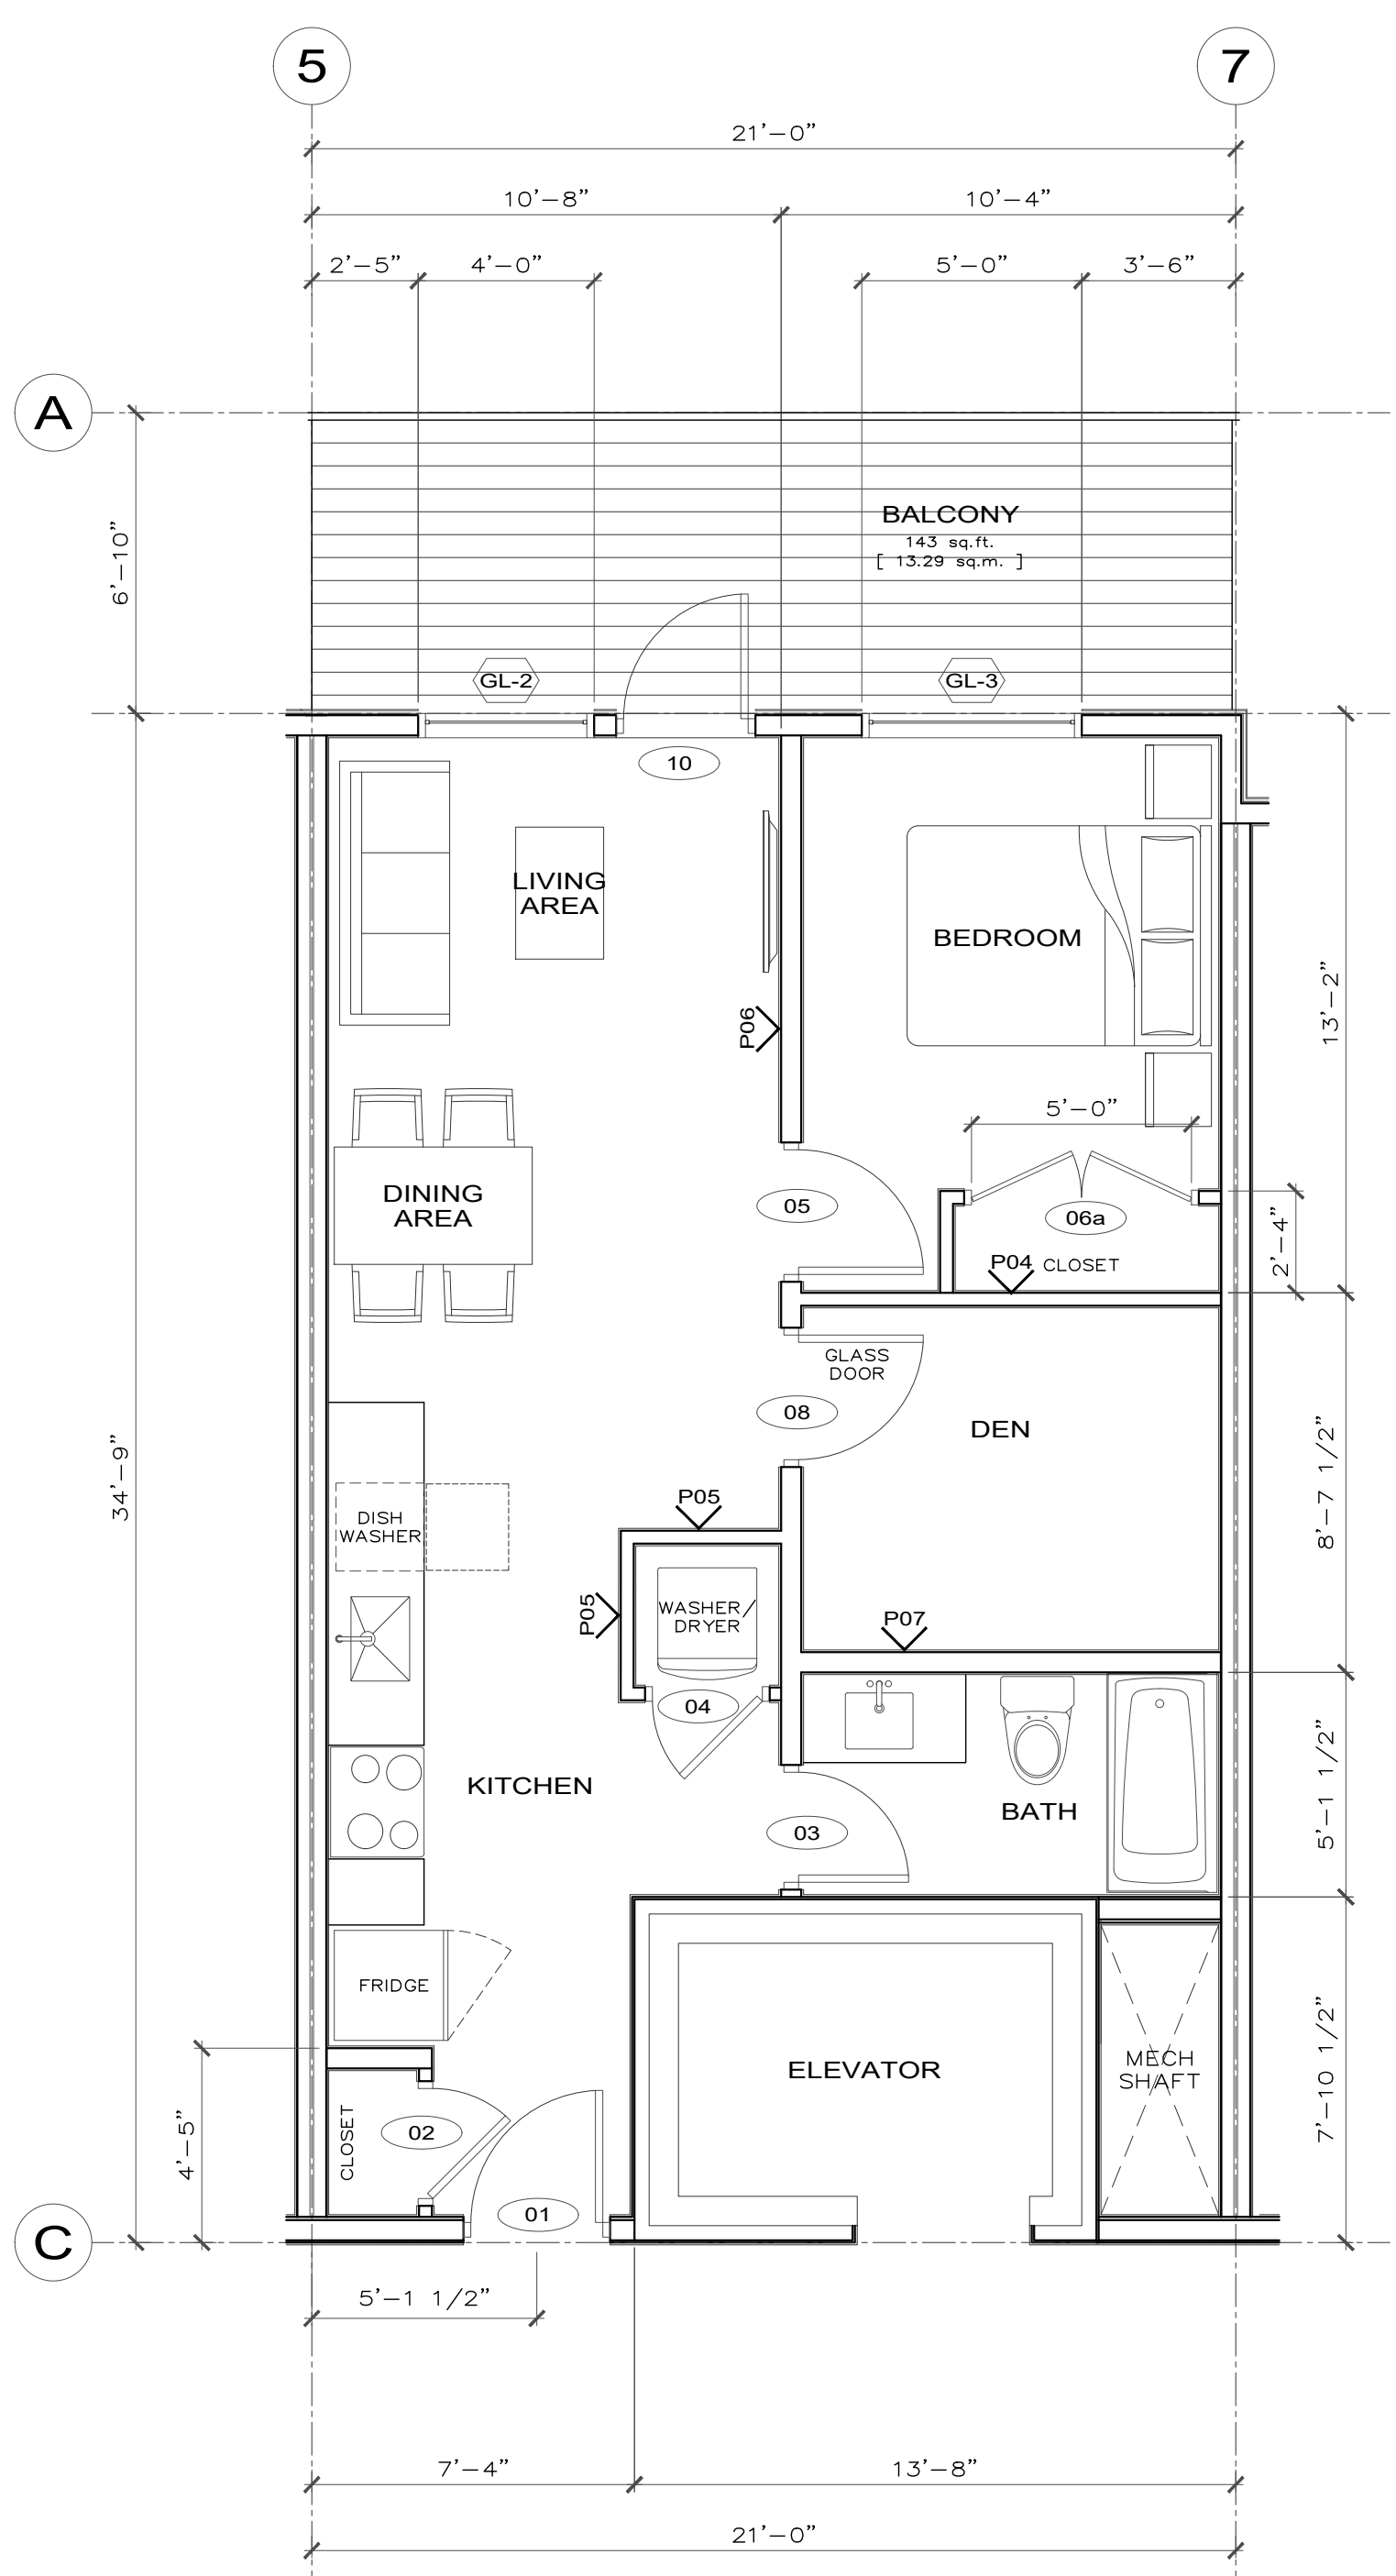 5
7
21'-0"
10'-8"
10'-4"
2'-5"
4'-0"
5'-0"
3'-6"
A
6'-10"
BALCONY
143 sq.ft.
[ 13.29 sq.m. ]
GL-2
GL-3
10
LIVING
AREA
BEDROOM
P06
13'-2"
5'-0"
DINING
AREA
05
06a
2'-4"
P04
CLOSET
GLASS
DOOR
08
DEN
34'-9"
8'-7 1/2"
P05
DISH
WASHER
P05
WASHER/
DRYER
P07
04
KITCHEN
BATH
03
5'-1 1/2"
FRIDGE
ELEVATOR
MECH
SHAFT
7'-10 1/2"
4'-5"
CLOSET
02
01
C
5'-1 1/2"
7'-4"
13'-8"
21'-0"